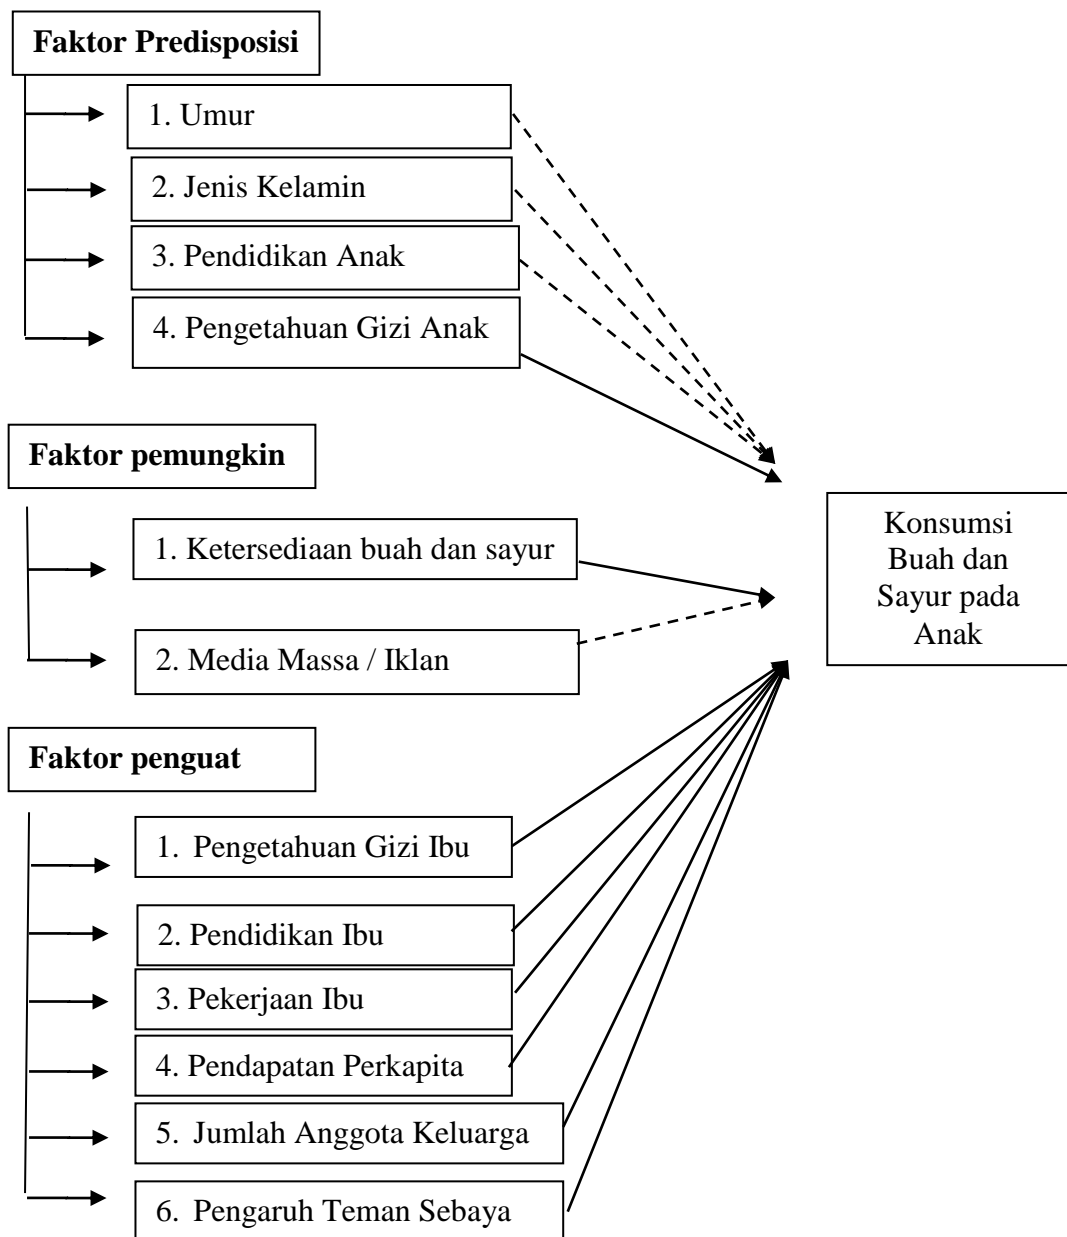 Faktor Predisposisi
1. Umur
2. Jenis Kelamin
3. Pendidikan Anak
4. Pengetahuan Gizi Anak
Faktor pemungkin
1. Ketersediaan buah dan sayur
2. Media Massa / Iklan
Konsumsi
Buah dan
Sayur pada
Anak
Faktor penguat
1. Pengetahuan Gizi Ibu
2. Pendidikan Ibu
3. Pekerjaan Ibu
4. Pendapatan Perkapita
5. Jumlah Anggota Keluarga
6. Pengaruh Teman Sebaya